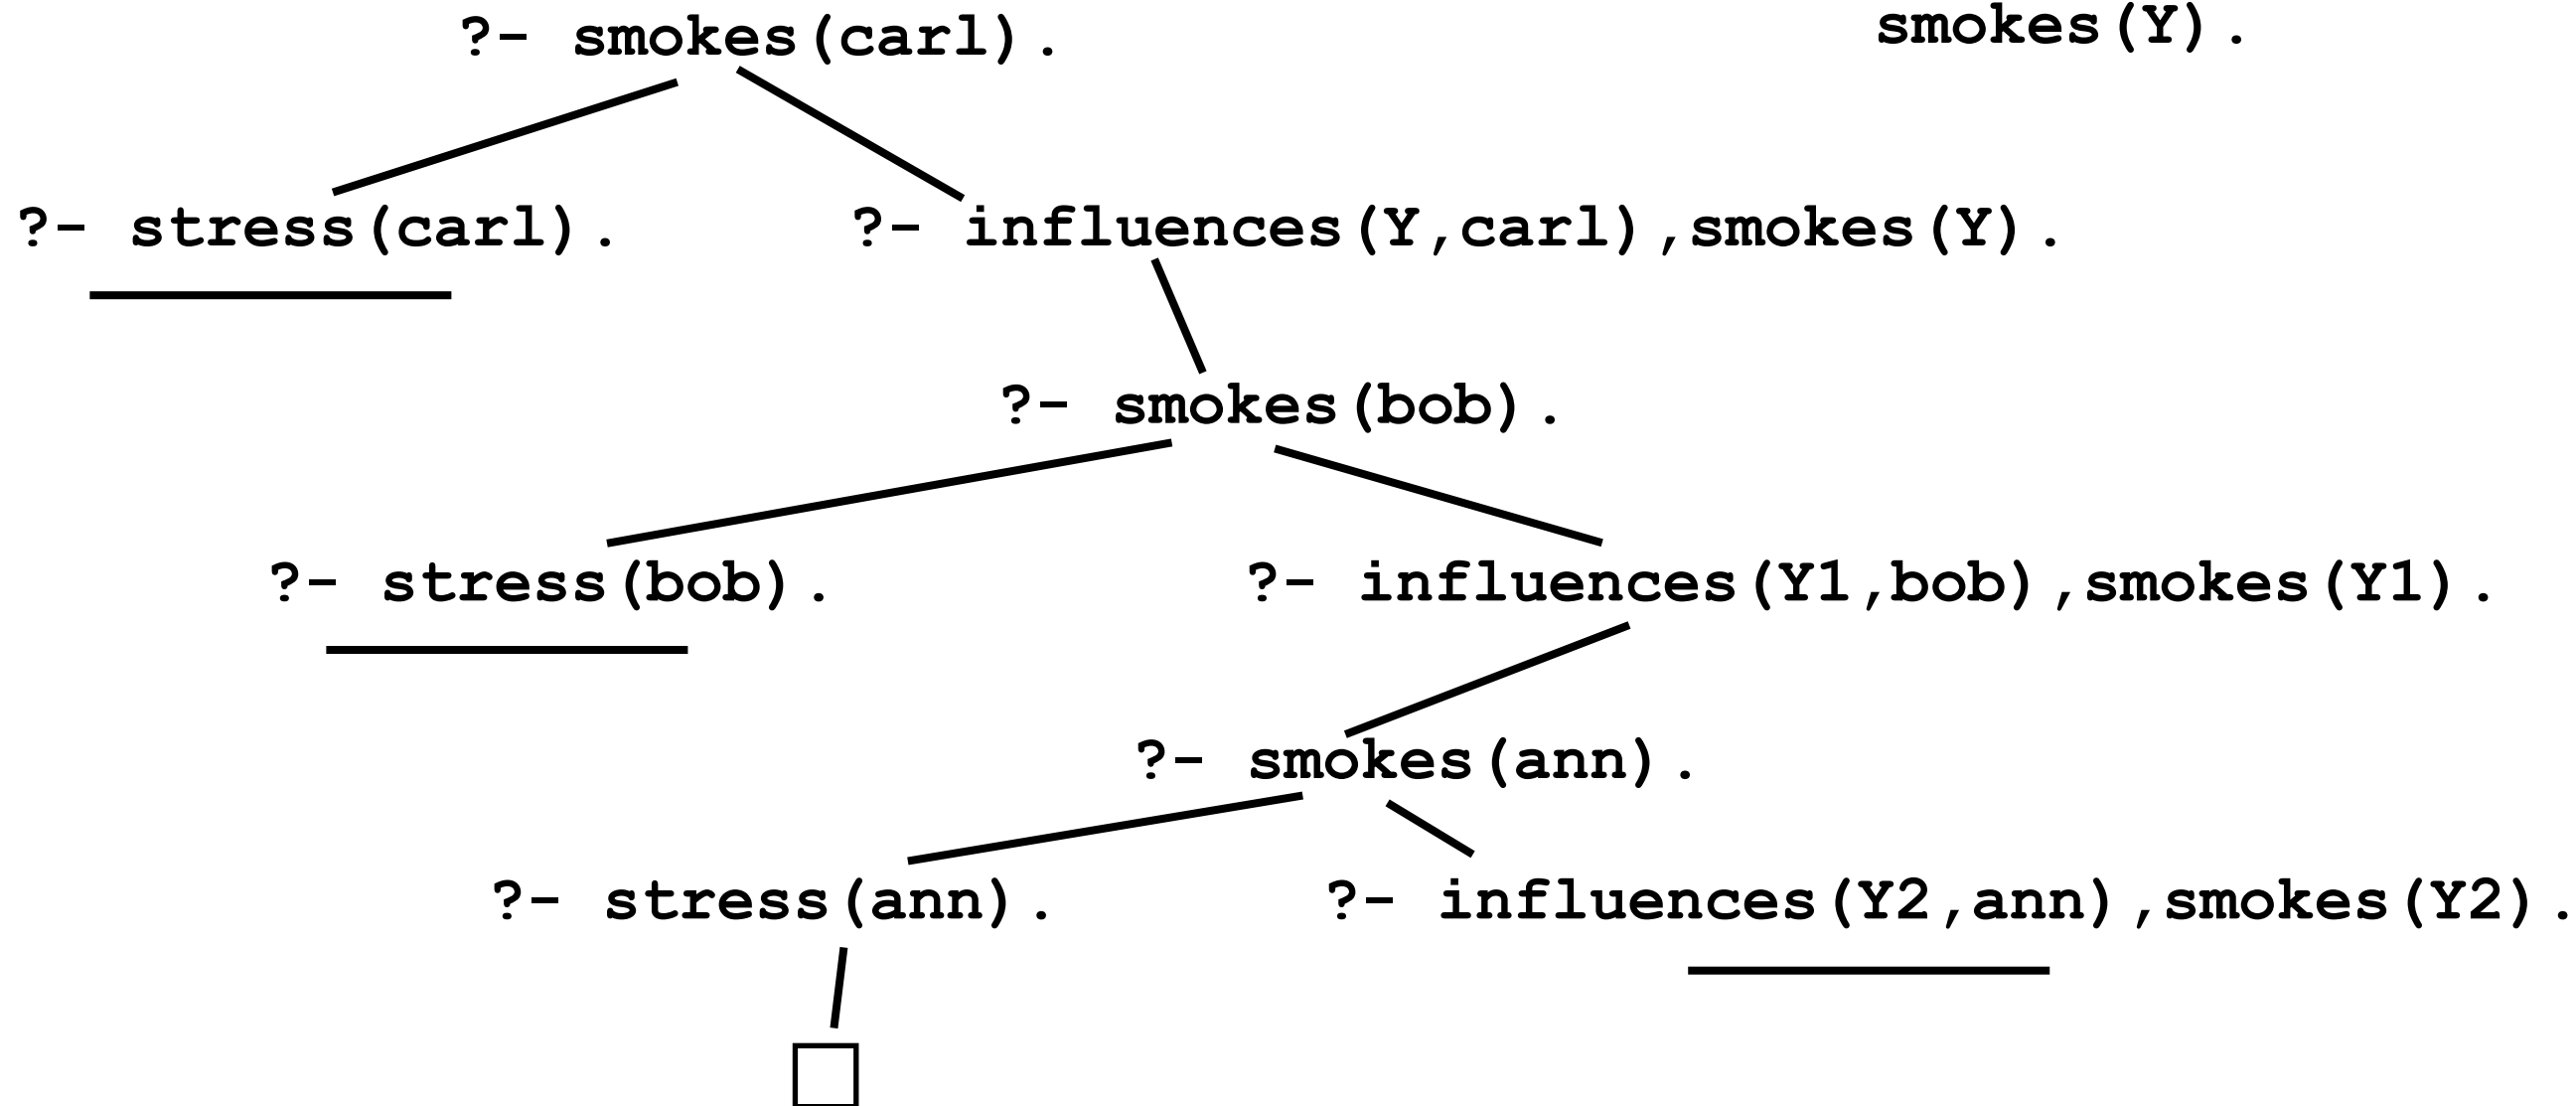 ?- smokes(carl).
smokes(Y).
?- stress(carl).
?- influences(Y,carl),smokes(Y).
?- smokes(bob).
?- stress(bob).
?- influences(Y1,bob),smokes(Y1).
?- smokes(ann).
?- stress(ann).
?- influences(Y2,ann),smokes(Y2).